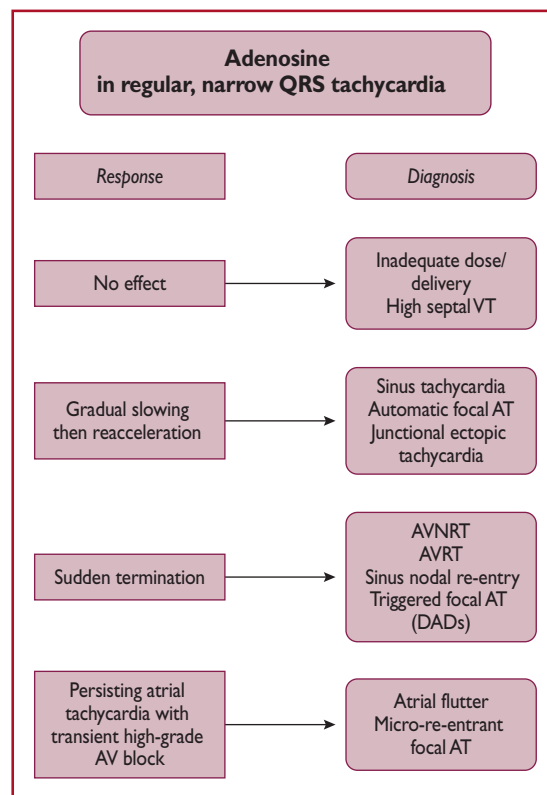 Adenosine
in regular, narrow QRS tachycardia
Response
Diagnosis
No effect
Inadequate dose/
delivery
High septal VT
Gradual slowing
then reacceleration
Sinus tachycardia
Automatic focal AT
Junctional ectopic
tachycardia
Sudden termination
AVNRT
AVRT
Sinus nodal re-entry
Triggered focal AT
(DADs)
Persisting atrial
tachycardia with
transient high-grade
AV block
Atrial flutter
Micro-re-entrant
focal AT